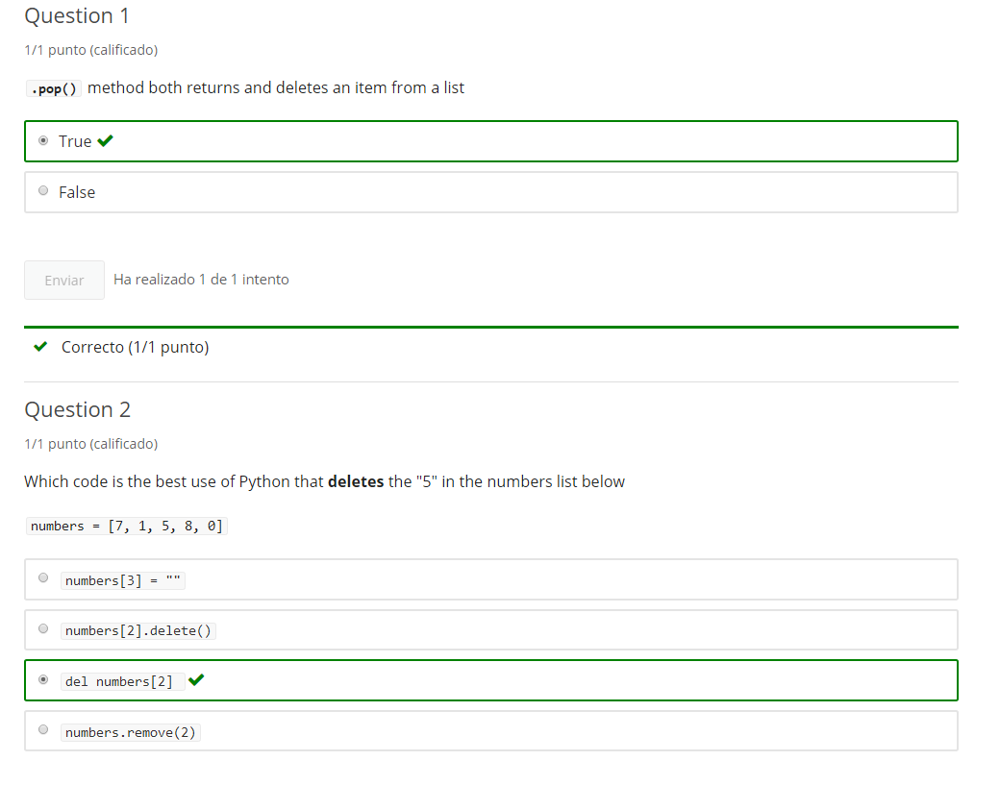 Question 1
1/1 punto (calificado)
.pop() method both returns and deletes an item from a list
True
False
Enviar Ha realizado 1 de 1 intento
Correcto (1/1 punto)
Question 2
1/1 punto (calificado)
Which code is the best use of Python that deletes the "5" in the numbers list below
numbers = [7, 1, 5, 8, 0]
numbers[3] = ""
numbers[2].delete()
del numbers[2]
numbers.remove(2)